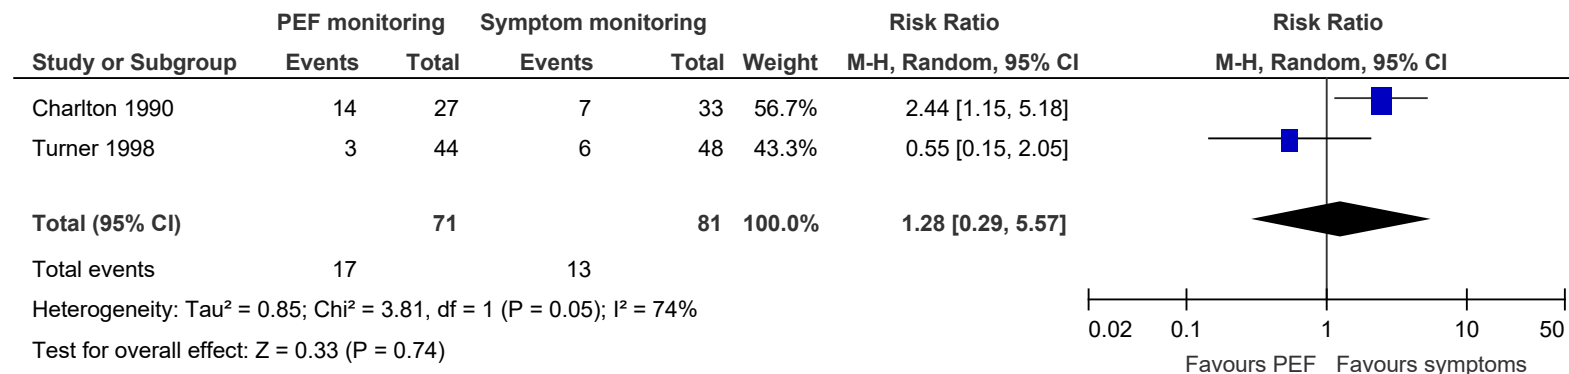 PEF monitoring Symptom monitoring Risk Ratio Risk Ratio
Study or Subgroup Events Total Events Total Weight M-H, Random, 95% CI M-H, Random, 95% CI
Charlton 1990 14 27 7 33 56.7% 2.44 [1.15, 5.18]
Turner 1998 3 44 6 48 43.3% 0.55 [0.15, 2.05]
Total (95% CI) 71 81 100.0% 1.28 [0.29, 5.57]
Total events 17 13
Heterogeneity: Tau² = 0.85; Chi² = 3.81, df = 1 (P = 0.05); I² = 74%
Test for overall effect: Z = 0.33 (P = 0.74)
0.02 0.1 1 10 50
Favours PEF Favours symptoms